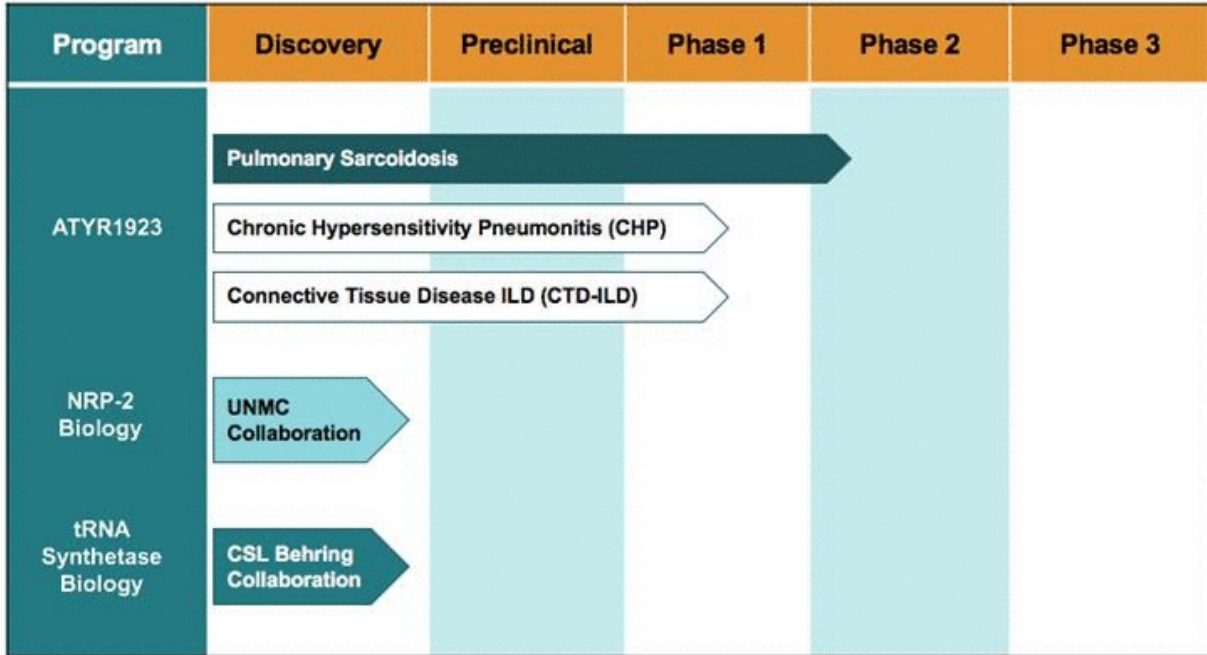 Program Discovery Preclinical Phase 1 Phase 2 Phase 3
ATYR1923
Pulmonary Sarcoidosis
Chronic Hypersensitivity Pneumonitis (CHP)
Connective Tissue Disease ILD (CTD-ILD)
NRP-2
Biology
UNMC
Collaboration
tRNA
Synthetase
Biology
CSL Behring
Collaboration